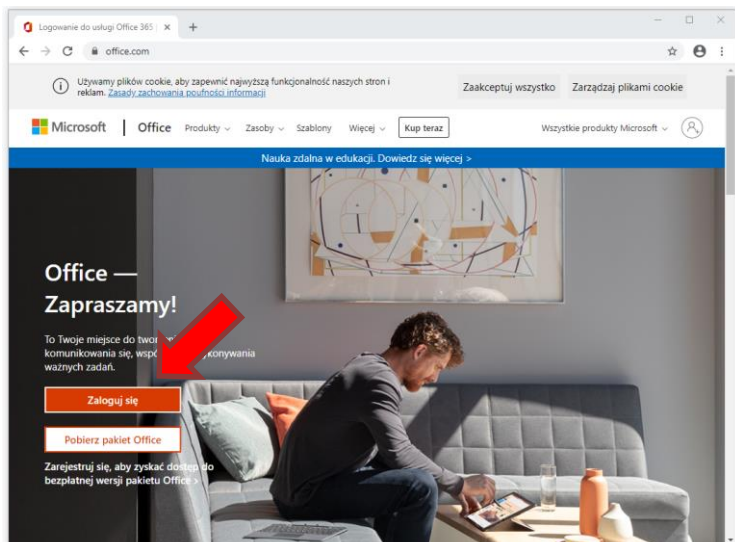 Logowanie do usługi Office 365 |
office.com
Używamy plików cookie, aby zapewnić najwyższą funkcjonalność naszych stron i
reklam. Zasady zachowania poufności informacji
Zaakceptuj wszystko
Zarządzaj plikami cookie
Microsoft | Office Produkty Zasoby Szablony Więcej Kup teraz Wszystkie produkty Microsoft
Nauka zdalna w edukacji. Dowiedz się więcej >
Office —
Zapraszamy!
To Twoje miejsce do
komunikowania się,
ważnych zadań.
Zaloguj się
Pobierz pakiet Office
Zarejestruj się, aby zyskać dostęp do
bezpłatnej wersji pakietu Office >